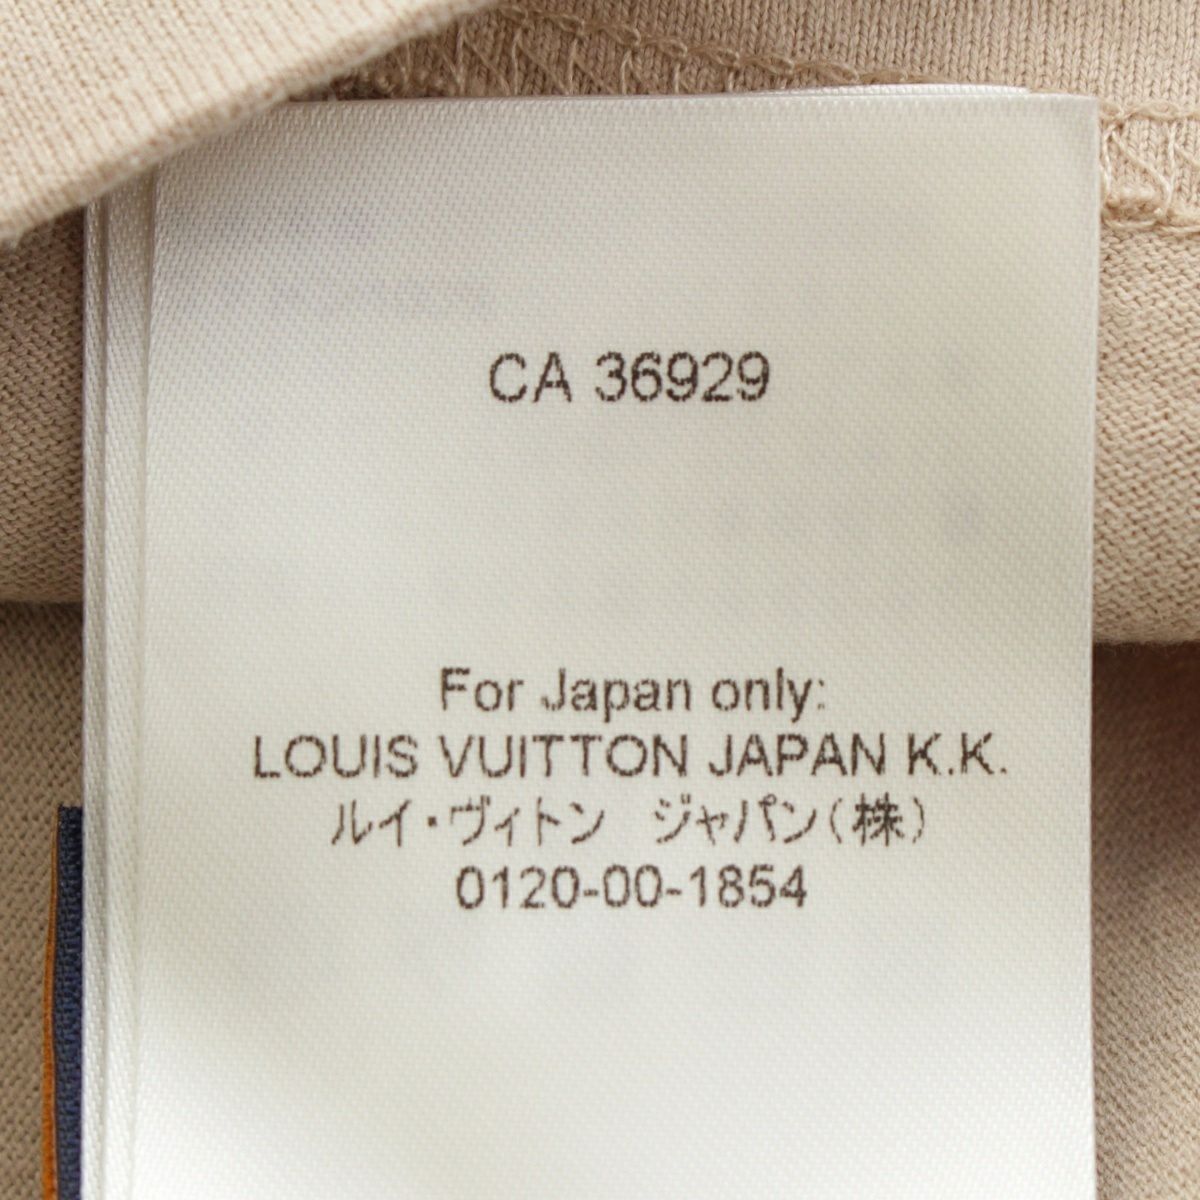 CA 36929
For Japan only:
LOUIS VUITTON JAPAN K.K.
ルイ・ヴィトン　ジャパン(株)
0120-00-1854